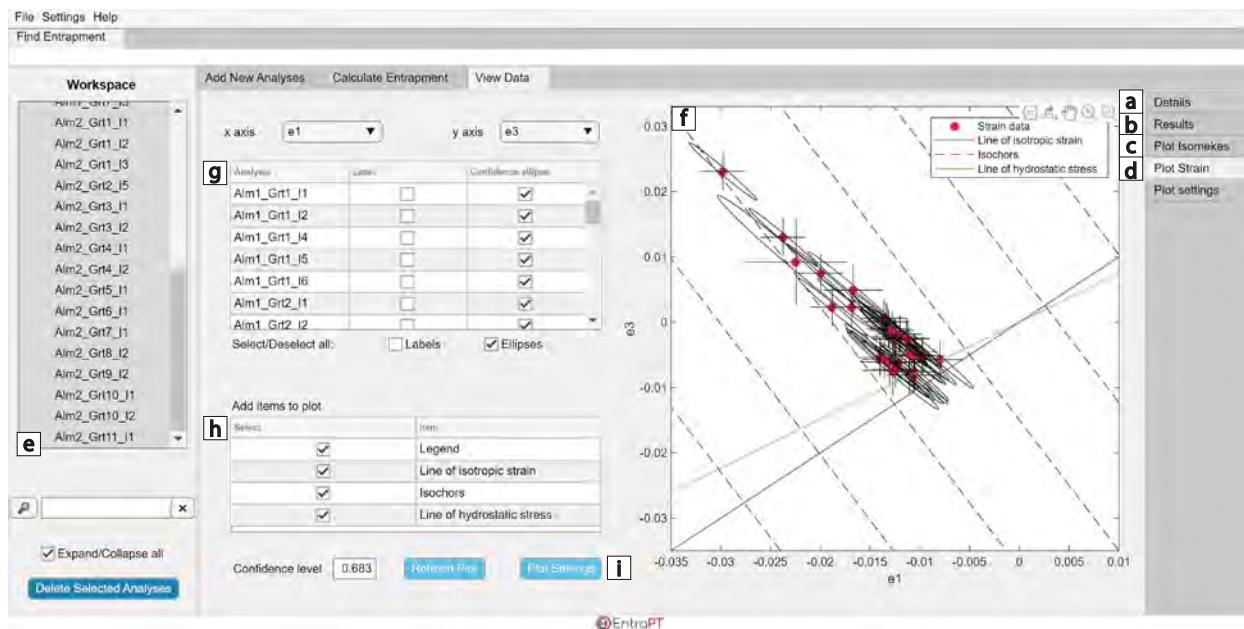 File Settings Help
Find Entrapment
Workspace
Alm2_Grt1_I1
Alm2_Grt1_I2
Alm2_Grt1_I3
Alm2_Grt2_I5
Alm2_Grt3_I1
Alm2_Grt3_I2
Alm2_Grt4_I1
Alm2_Grt4_I2
Alm2_Grt5_I1
Alm2_Grt6_I1
Alm2_Grt7_I1
Alm2_Grt8_I2
Alm2_Grt9_I2
Alm2_Grt10_I1
Alm2_Grt10_I2
Alm2_Grt11_I1
e
Expand/Collapse all
Delete Selected Analyses
Add New Analyses Calculate Entrapment View Data
x axis e1 y axis e3
g Analysis Label Confidence ellipse
Alm1_Grt1_I1
Alm1_Grt1_I2
Alm1_Grt1_I4
Alm1_Grt1_I5
Alm1_Grt1_I6
Alm1_Grt2_I1
Alm1_Grt2_I2
Select/Deselect all: Labels Ellipses
Add items to plot
h Select Item
Legend
Line of isotropic strain
Isochors
Line of hydrostatic stress
Confidence level 0.683 Refresh Plot Plot Settings i
f
Strain data
Line of isotropic strain
Isochors
Line of hydrostatic stress
0.03
0.02
0.01
0
-0.01
-0.02
-0.03
e3
-0.035 -0.03 -0.025 -0.02 -0.015 -0.01 -0.005 0 0.005 0.01
e1
a Details
b Results
c Plot Isomekes
d Plot Strain
Plot settings
EntraPT